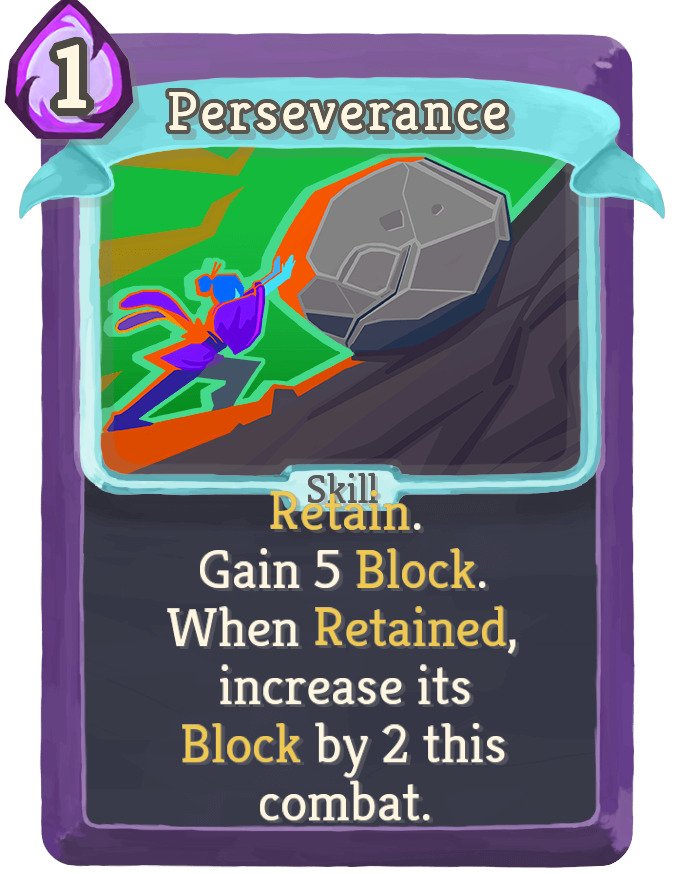 1
Perseverance
Skill
Retain.
Gain 5 Block.
When Retained,
increase its
Block by 2 this
combat.